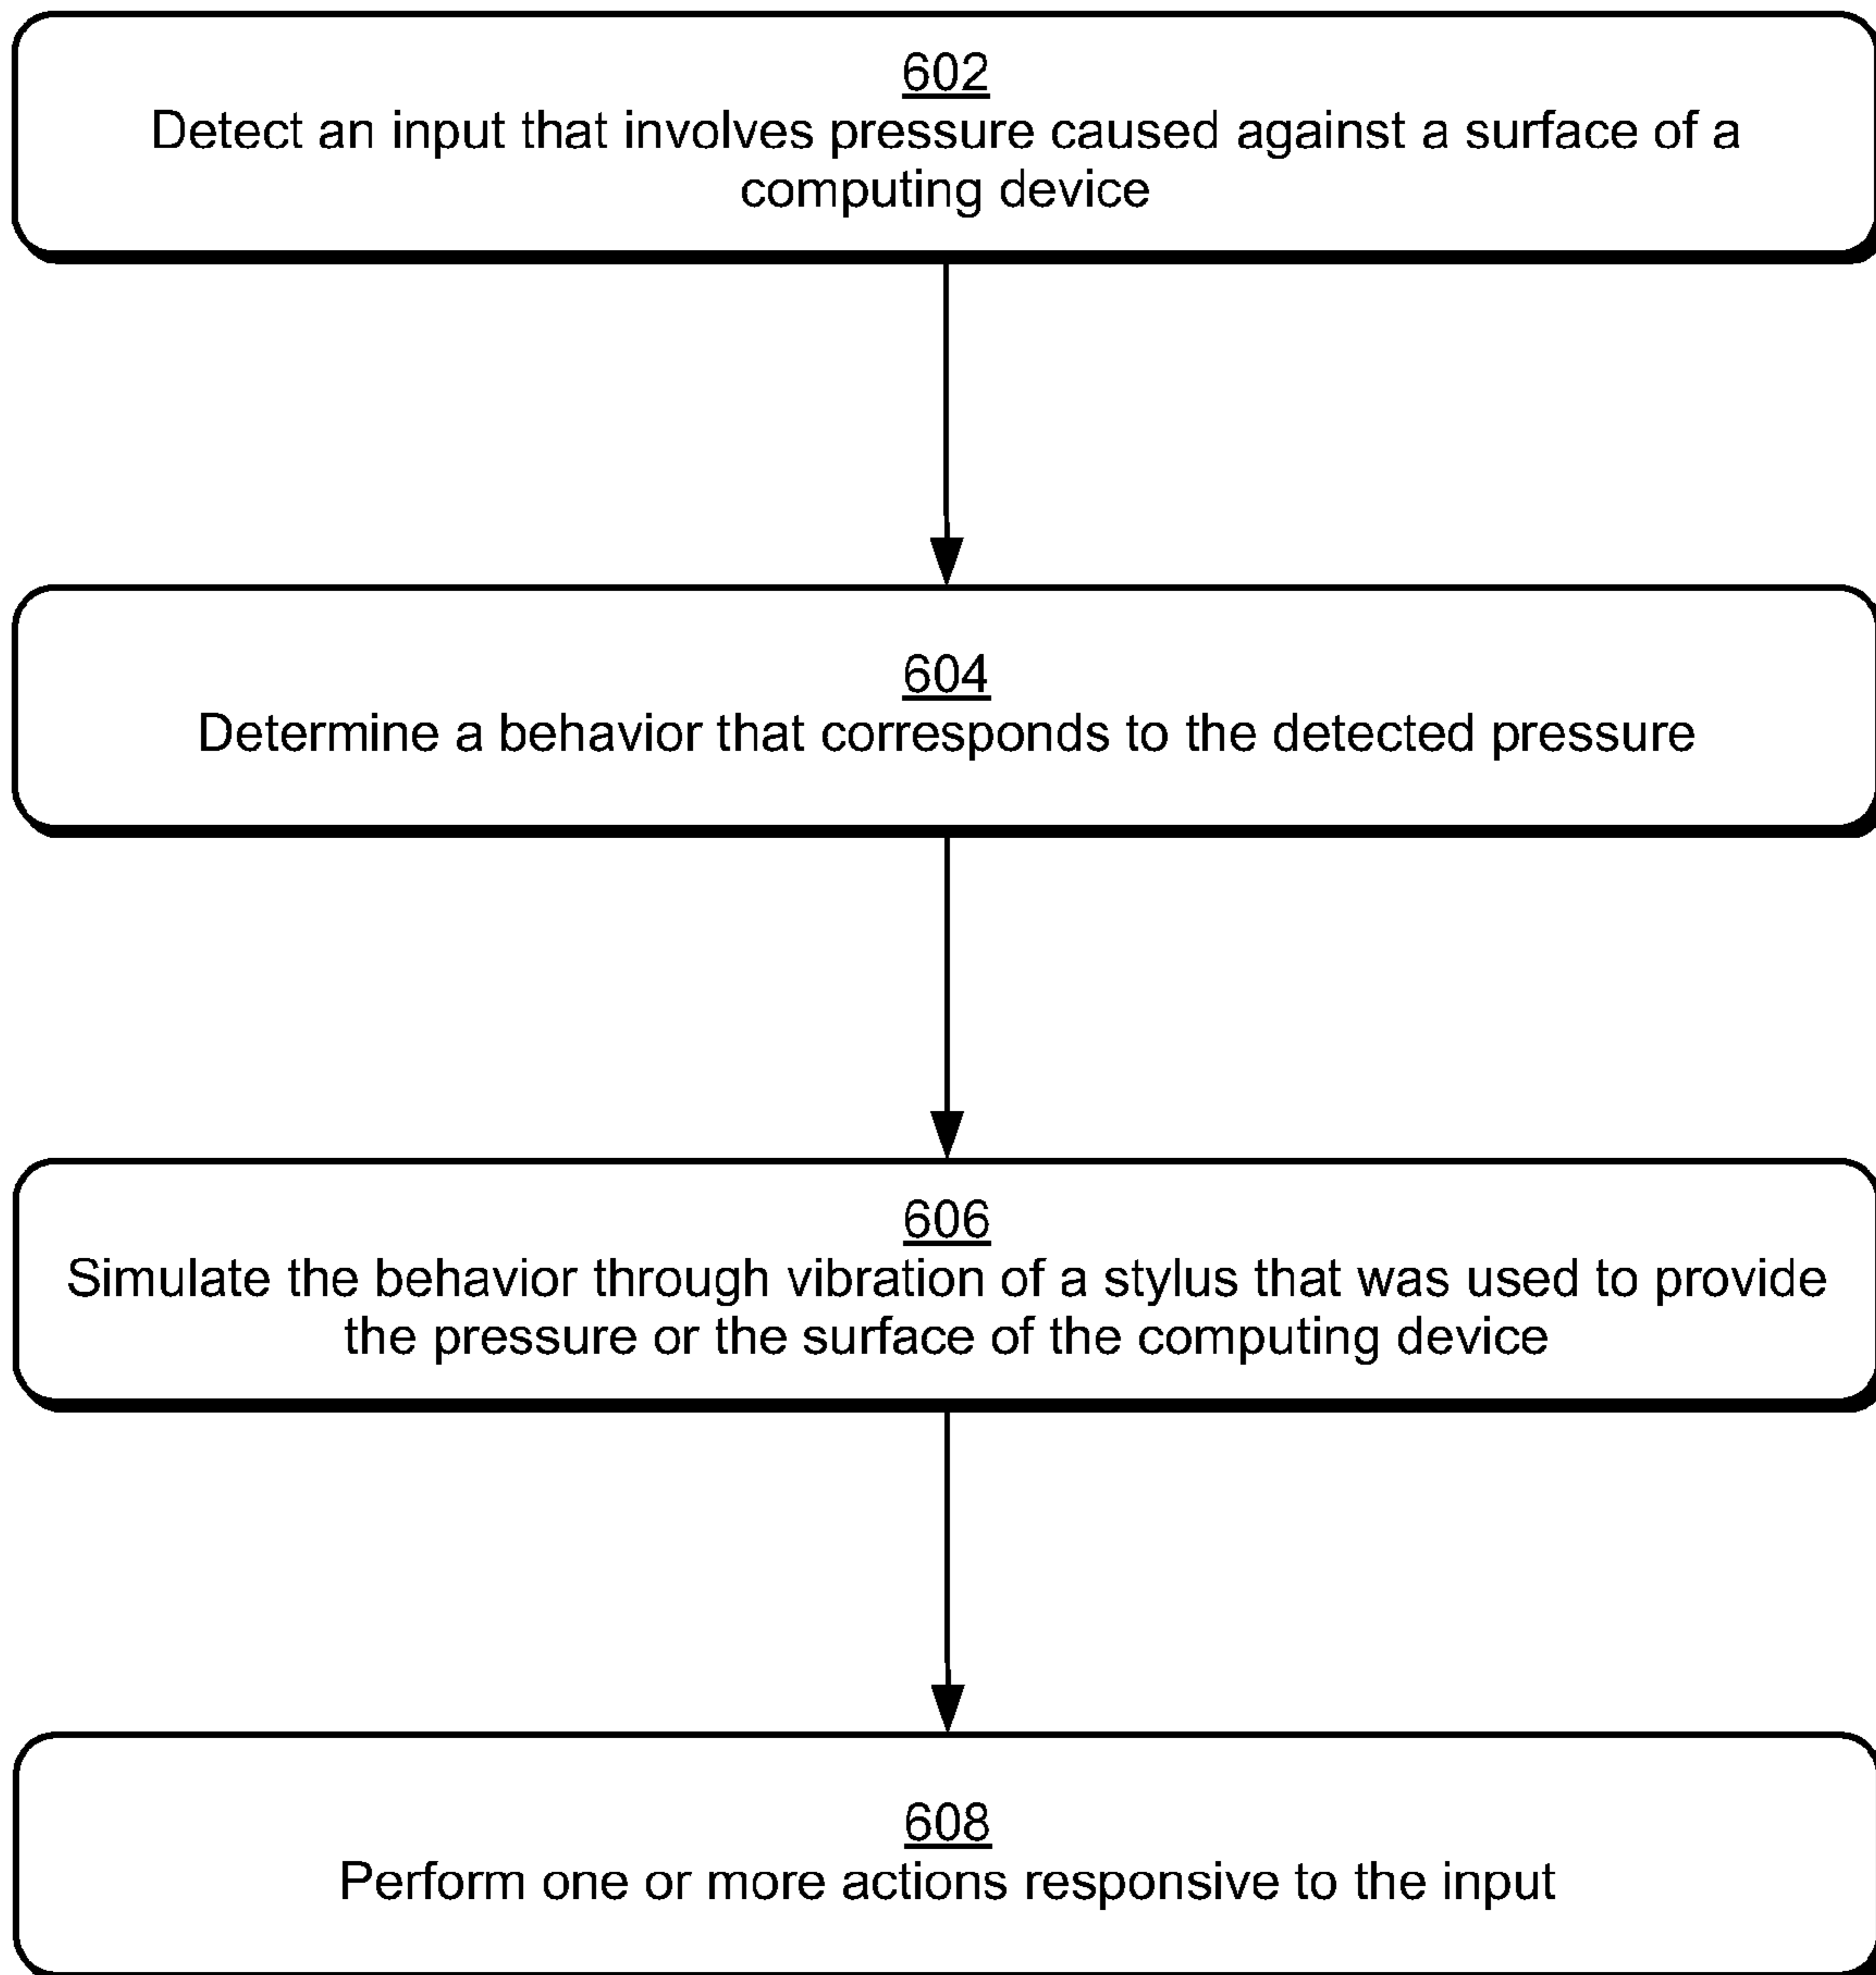 602
Detect an input that involves pressure caused against a surface of a
computing device
604
Determine a behavior that corresponds to the detected pressure
606
Simulate the behavior through vibration of a stylus that was used to provide
the pressure or the surface of the computing device
608
Perform one or more actions responsive to the input